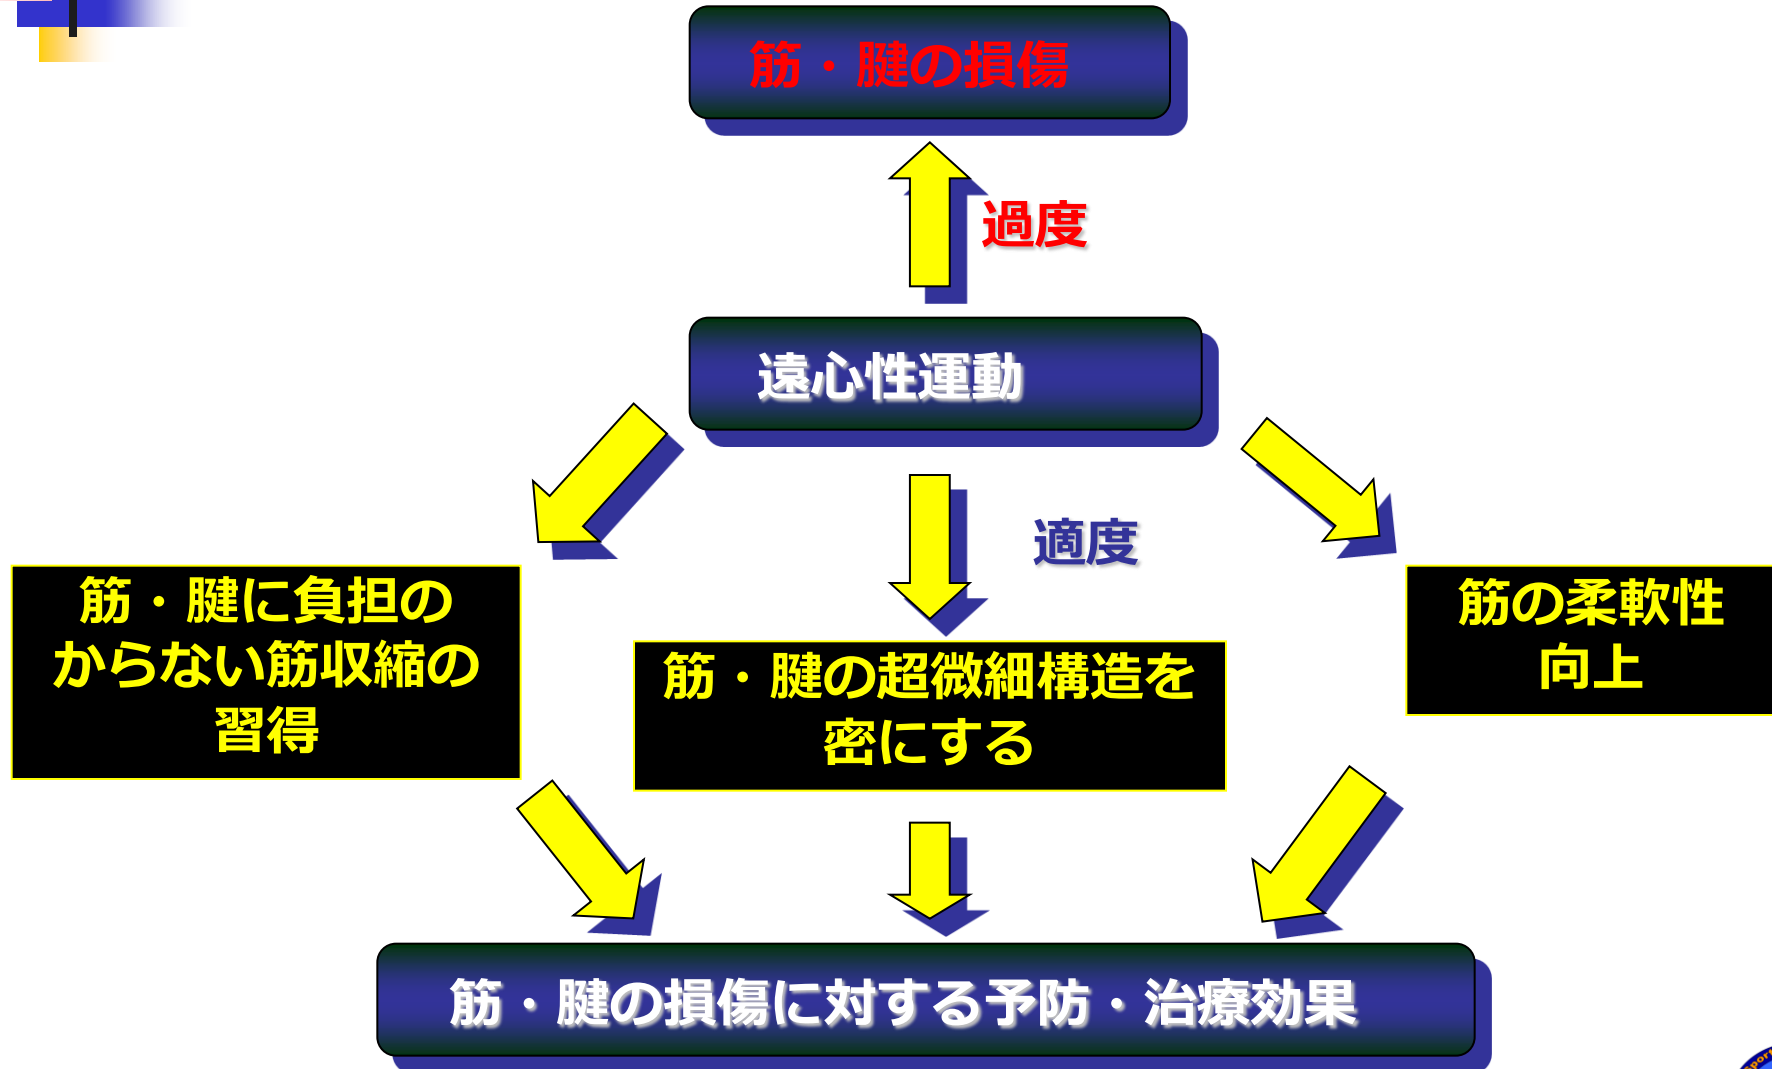 筋・腱の損傷
過度
遠心性運動
適度
筋・腱に負担の
からない筋収縮の
習得
筋・腱の超微細構造を
密にする
筋の柔軟性
向上
筋・腱の損傷に対する予防・治療効果